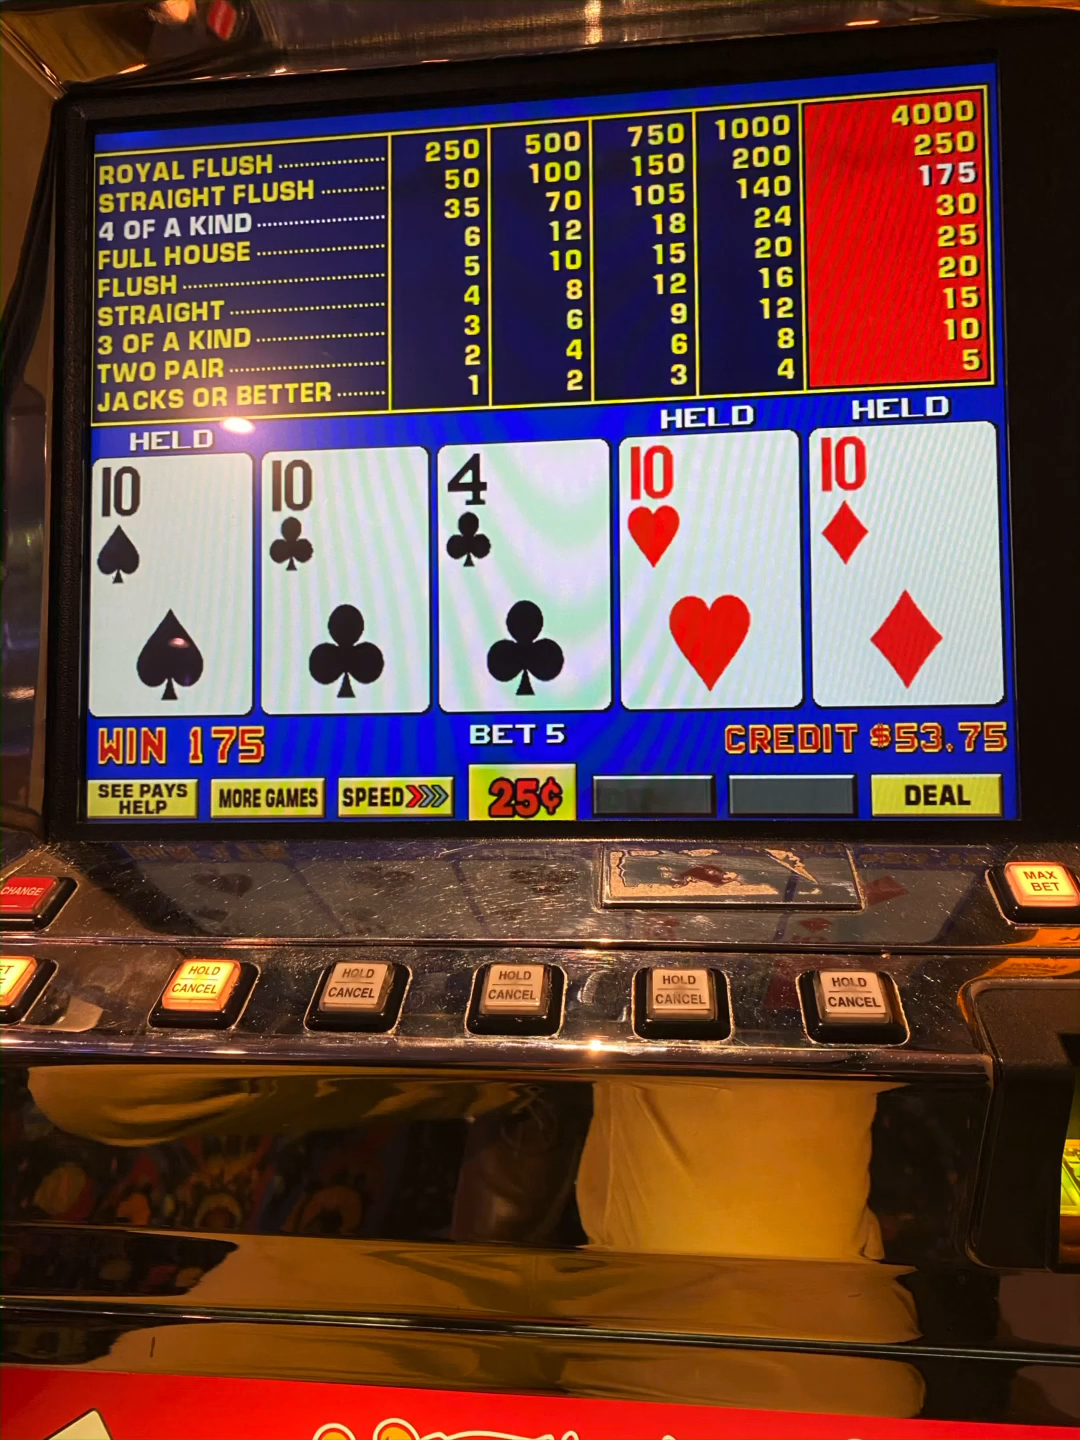 ROYAL FLUSH 250 500 750 1000 4000
STRAIGHT FLUSH 50 100 150 200 250
4 OF A KIND 35 70 105 140 175
FULL HOUSE 6 12 18 24 30
FLUSH 5 10 15 20 25
STRAIGHT 4 8 12 16 20
3 OF A KIND 3 6 9 12 15
TWO PAIR 2 4 6 8 10
JACKS OR BETTER 1 2 3 4 5
HELD HELD HELD
10 10 4 10 10
WIN 175 BET 5 CREDIT $53.75
SEE PAYS
HELP
MORE GAMES
SPEED
25¢
DEAL
CHANGE
MAX
BET
HOLD
CANCEL
HOLD
CANCEL
HOLD
CANCEL
HOLD
CANCEL
HOLD
CANCEL